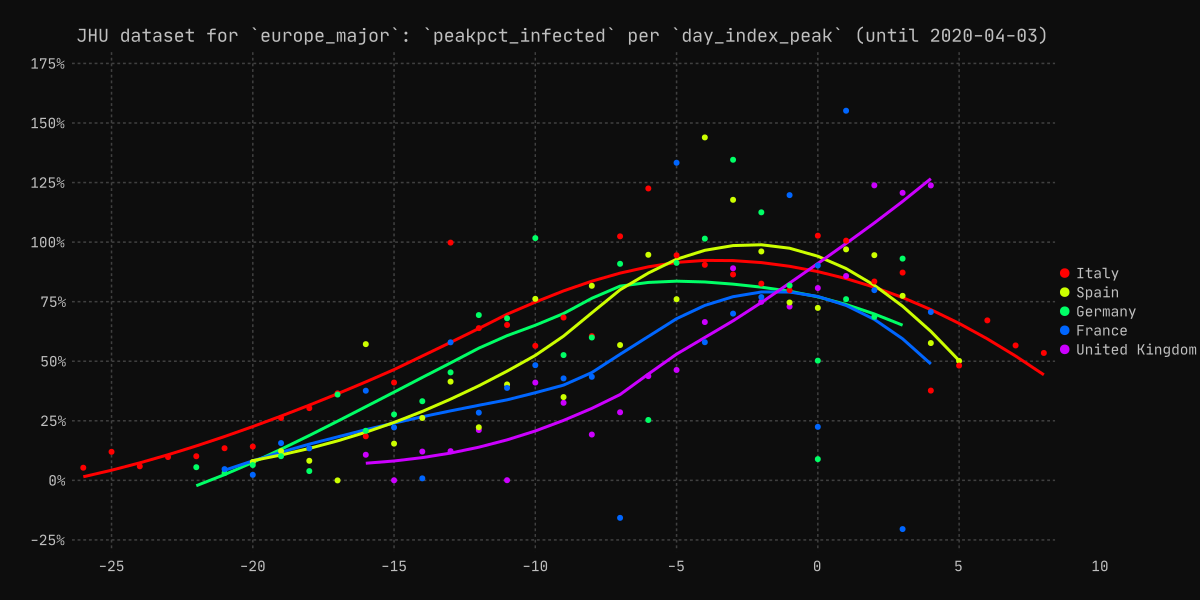 JHU dataset for `europe_major`: `peakpct_infected` per `day_index_peak` (until 2020-04-03)
175%
150%
125%
100%
75%
50%
25%
0%
-25%
Italy
Spain
Germany
France
United Kingdom
-25 -20 -15 -10 -5 0 5 10